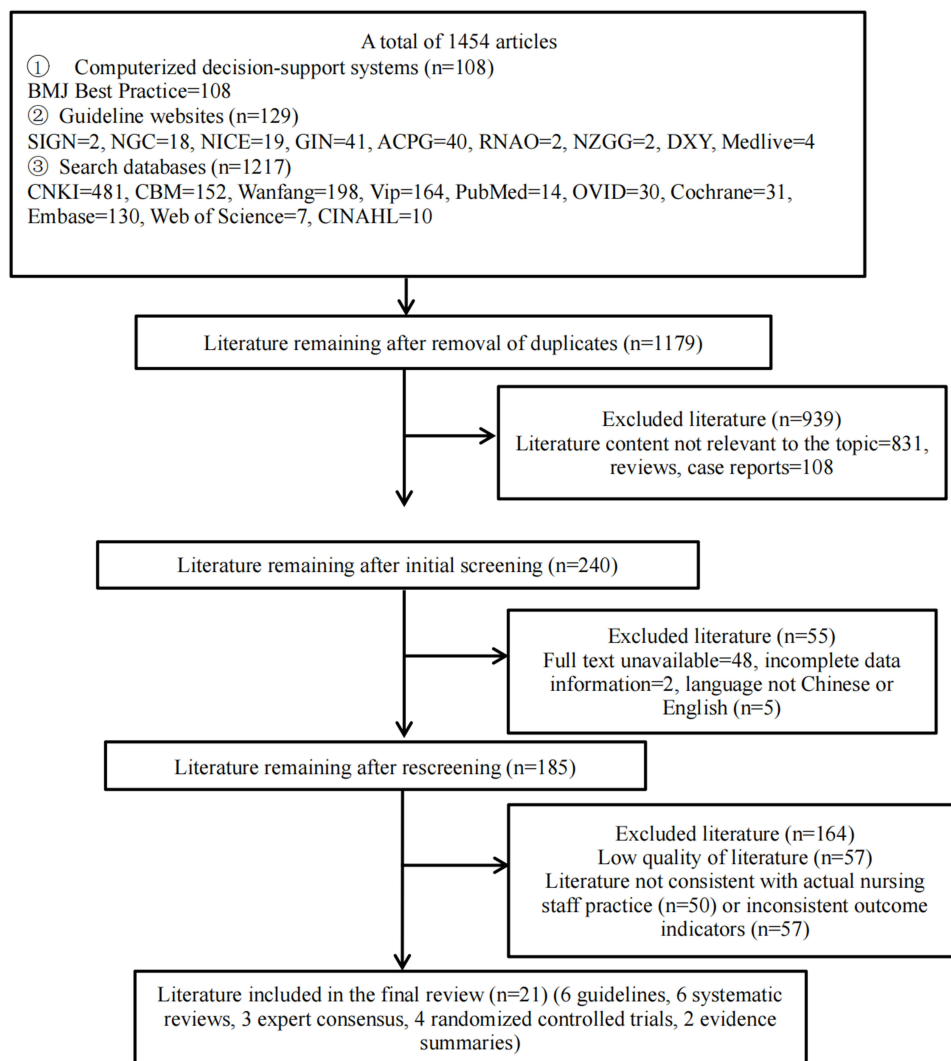 A total of 1454 articles
① Computerized decision-support systems (n=108)
BMJ Best Practice=108
② Guideline websites (n=129)
SIGN=2, NGC=18, NICE=19, GIN=41, ACPG=40, RNAO=2, NZGG=2, DXY, Medlive=4
③ Search databases (n=1217)
CNKI=481, CBM=152, Wanfang=198, Vip=164, PubMed=14, OVID=30, Cochrane=31,
Embase=130, Web of Science=7, CINAHL=10
Literature remaining after removal of duplicates (n=1179)
Excluded literature (n=939)
Literature content not relevant to the topic=831,
reviews, case reports=108
Literature remaining after initial screening (n=240)
Excluded literature (n=55)
Full text unavailable=48, incomplete data
information=2, language not Chinese or
English (n=5)
Literature remaining after rescreening (n=185)
Excluded literature (n=164)
Low quality of literature (n=57)
Literature not consistent with actual nursing
staff practice (n=50) or inconsistent outcome
indicators (n=57)
Literature included in the final review (n=21) (6 guidelines, 6 systematic
reviews, 3 expert consensus, 4 randomized controlled trials, 2 evidence
summaries)